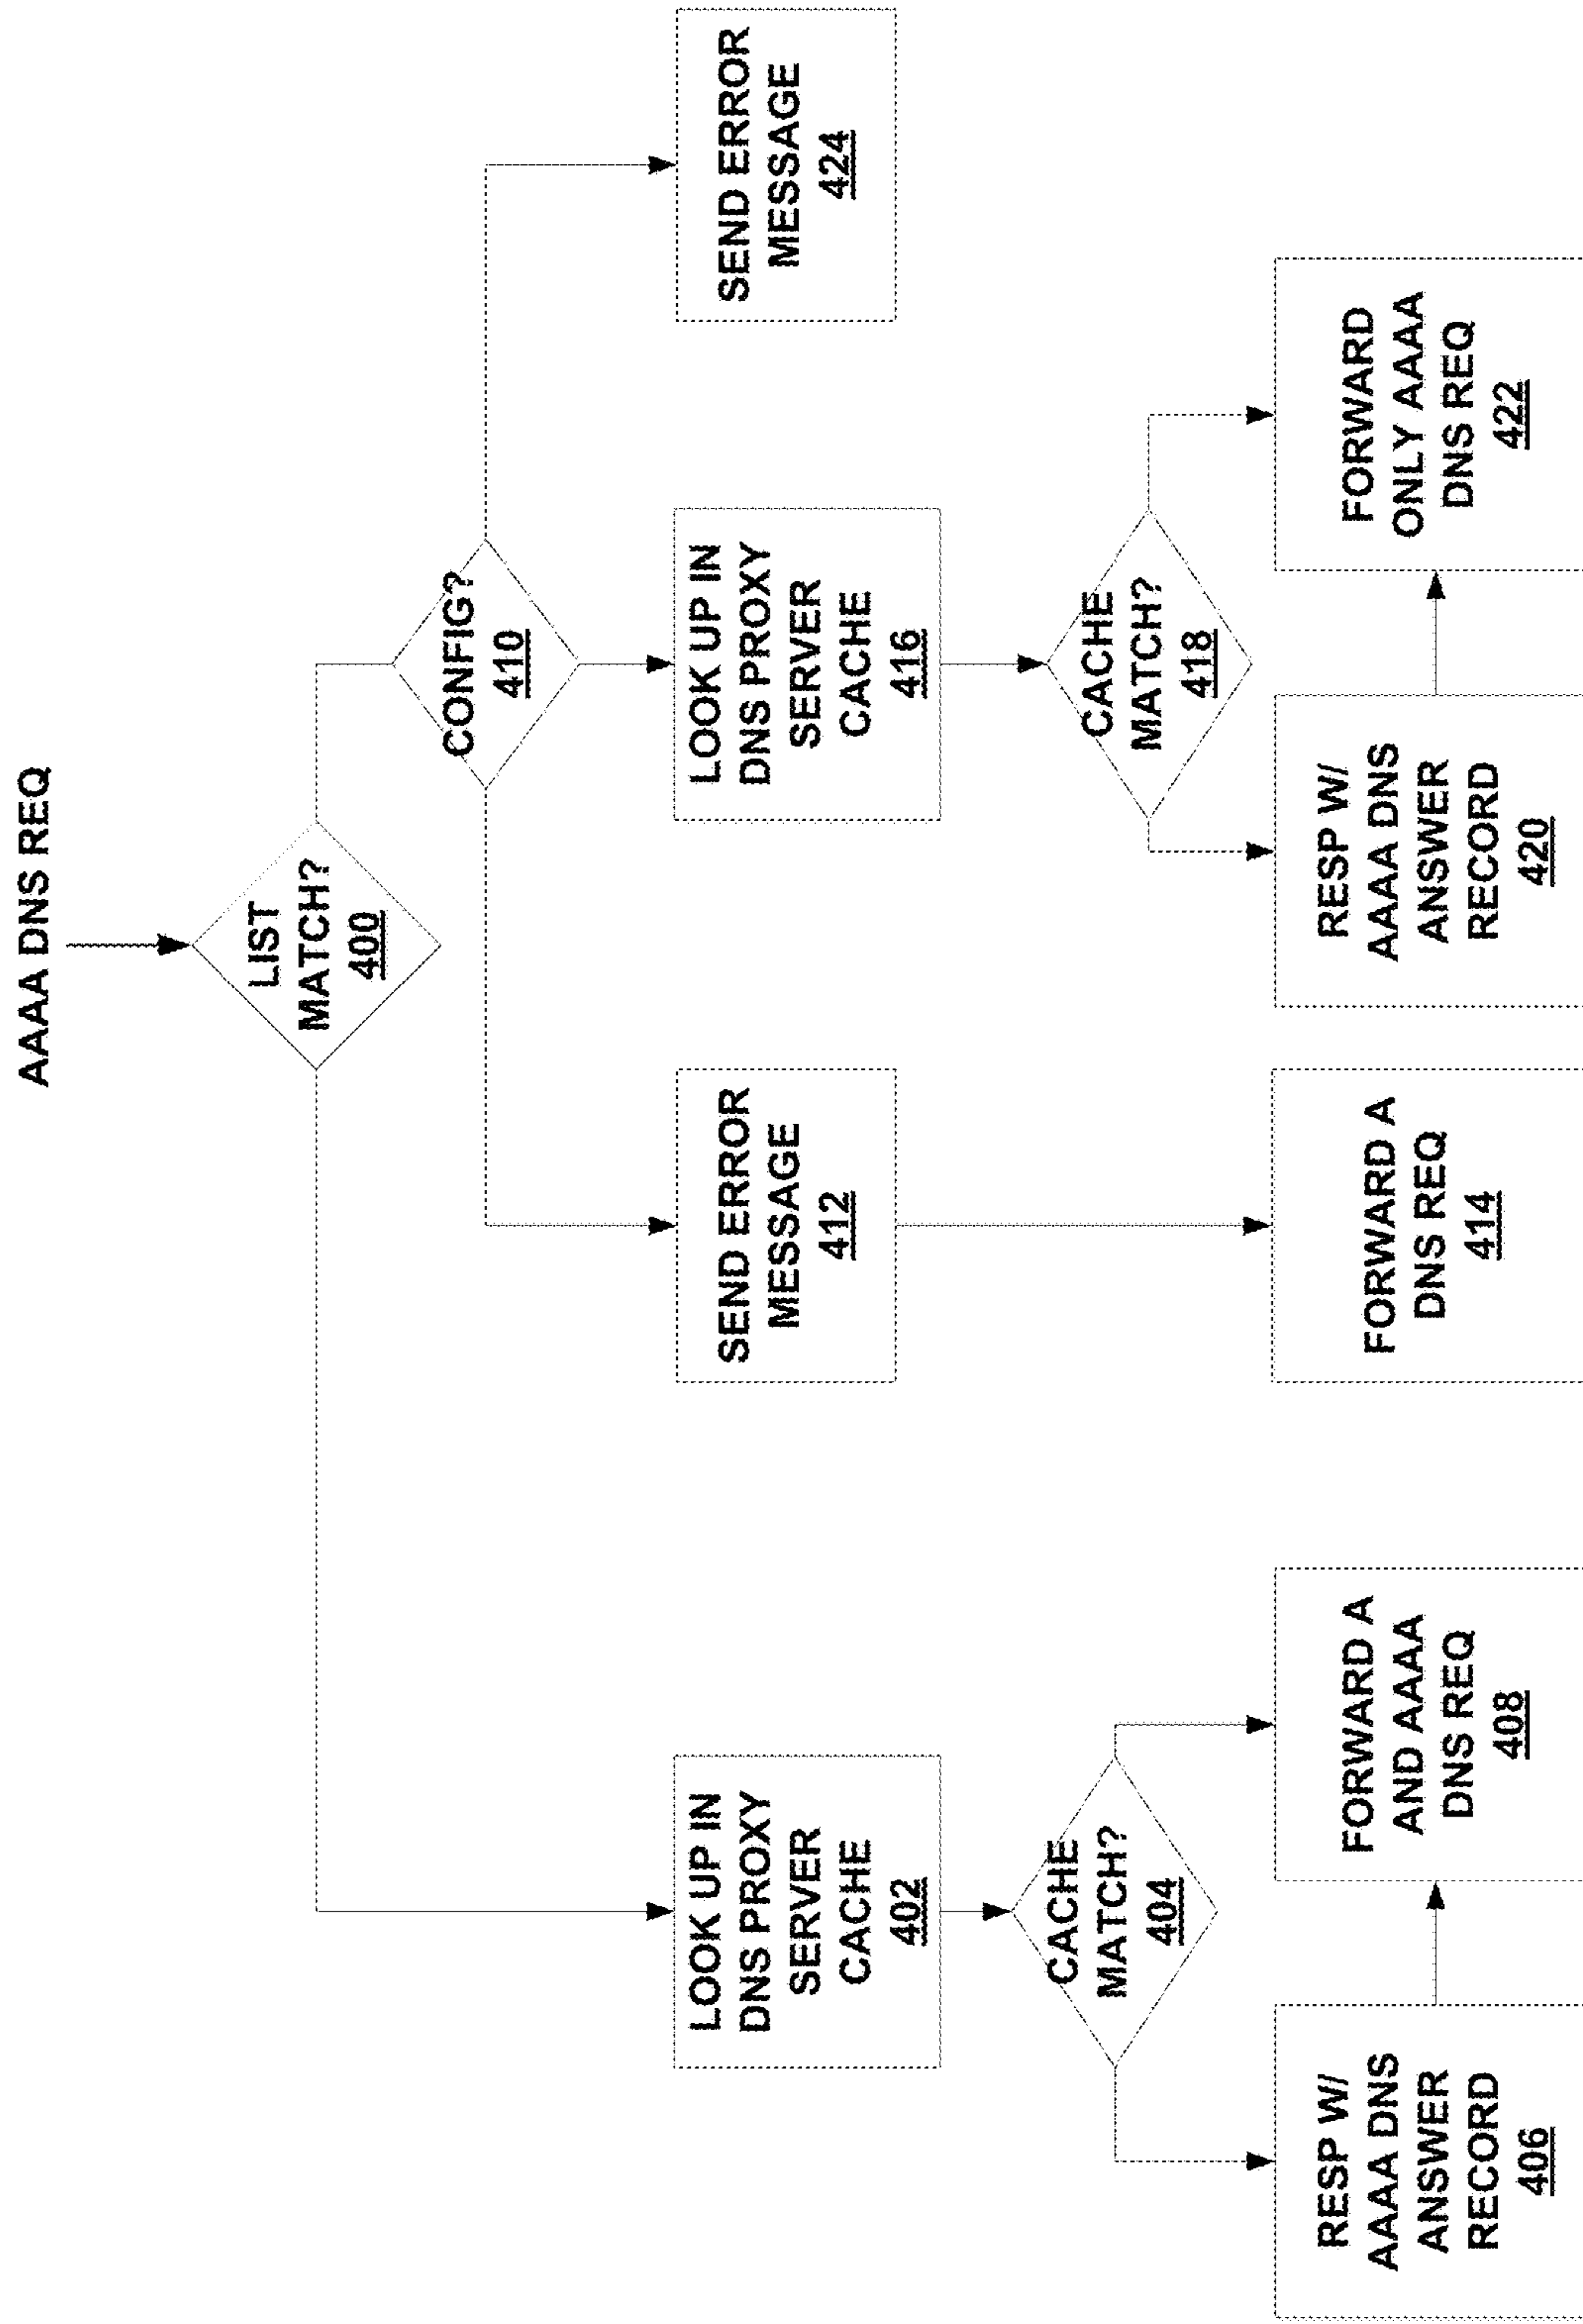 AAAA DNS REQ
LIST
MATCH?
400
CONFIG?
410
LOOK UP IN
DNS PROXY
SERVER
CACHE
402
SEND ERROR
MESSAGE
412
LOOK UP IN
DNS PROXY
SERVER
CACHE
416
SEND ERROR
MESSAGE
424
CACHE
MATCH?
404
CACHE
MATCH?
418
RESP W/
AAAA DNS
ANSWER
RECORD
406
FORWARD A
AND AAAA
DNS REQ
408
FORWARD A
DNS REQ
414
RESP W/
AAAA DNS
ANSWER
RECORD
420
FORWARD
ONLY AAAA
DNS REQ
422